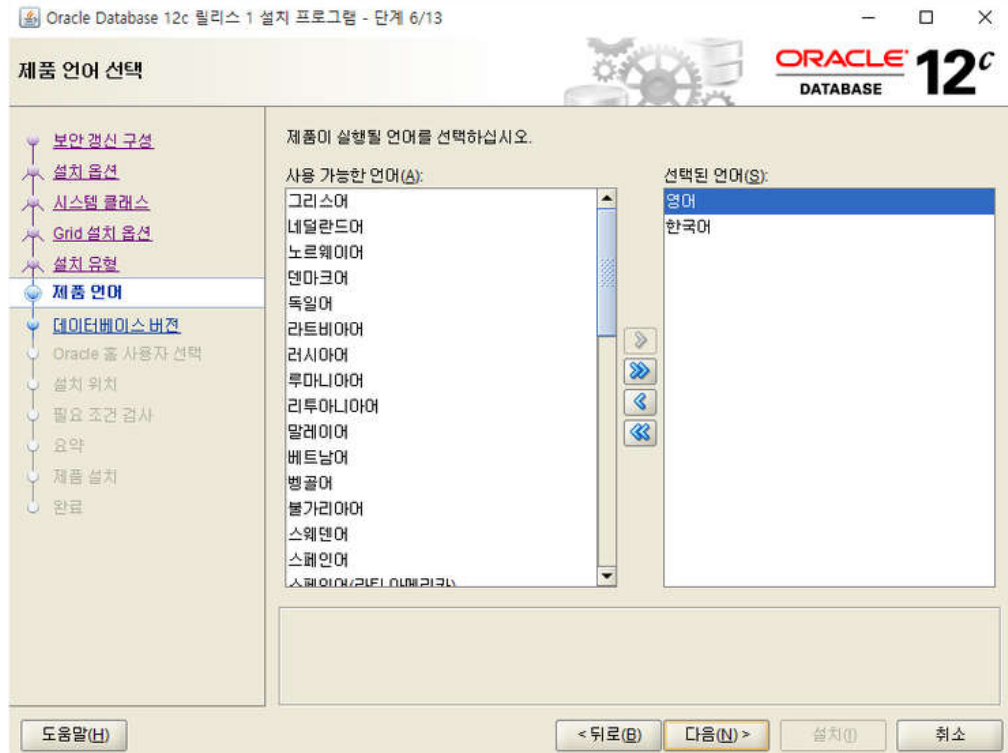 Oracle Database 12c 릴리스 1 설치 프로그램 - 단계 6/13
제품 언어 선택
ORACLE
DATABASE
12c
보안 갱신 구성
설치 옵션
시스템 클래스
Grid 설치 옵션
설치 유형
제품 언어
데이터베이스 버전
Oracle 홈 사용자 선택
설치 위치
필요 조건 검사
요약
제품 설치
완료
제품이 실행될 언어를 선택하십시오.
사용 가능한 언어(A):
그리스어
네덜란드어
노르웨이어
덴마크어
독일어
라트비아어
러시아어
루마니아어
리투아니아어
말레이어
베트남어
벵골어
불가리아어
스웨덴어
스페인어
스페인어(라틴 아메리카)
선택된 언어(S):
영어
한국어
도움말(H)
< 뒤로(B)
다음(N) >
설치(I)
취소